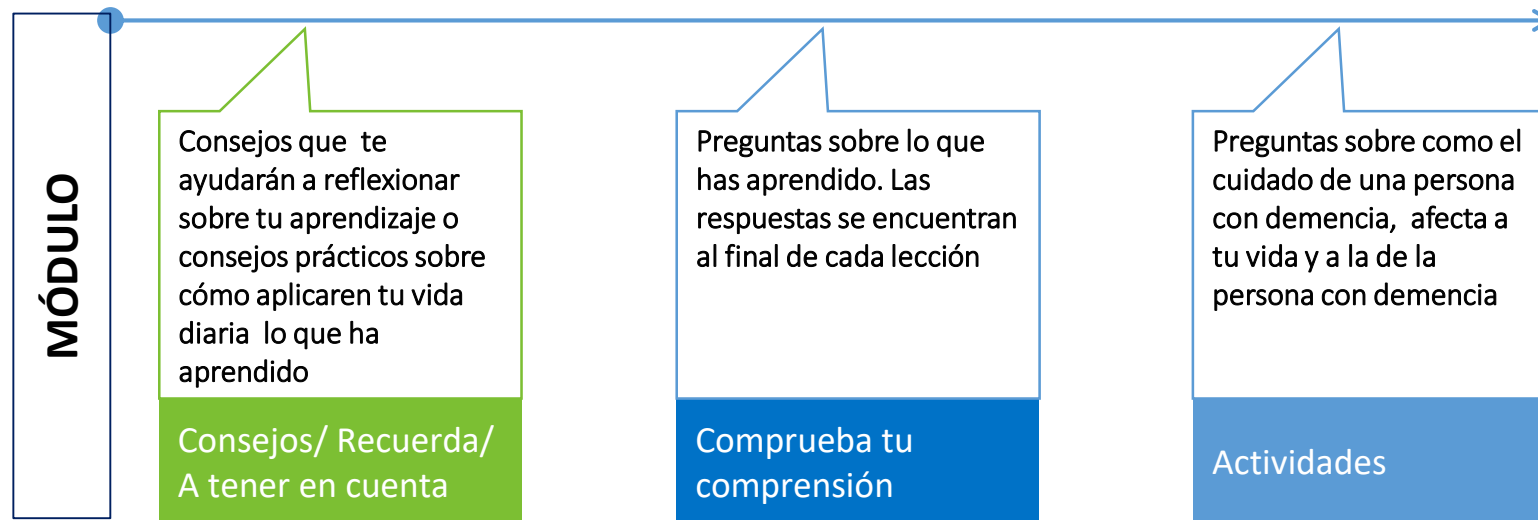 MÓDULO
Consejos que te
ayudarán a reflexionar
sobre tu aprendizaje o
consejos prácticos sobre
cómo aplicaren tu vida
diaria lo que ha
aprendido
Consejos/ Recuerda/
A tener en cuenta
Preguntas sobre lo que
has aprendido. Las
respuestas se encuentran
al final de cada lección
Comprueba tu
comprensión
Preguntas sobre como el
cuidado de una persona
con demencia, afecta a
tu vida y a la de la
persona con demencia
Actividades